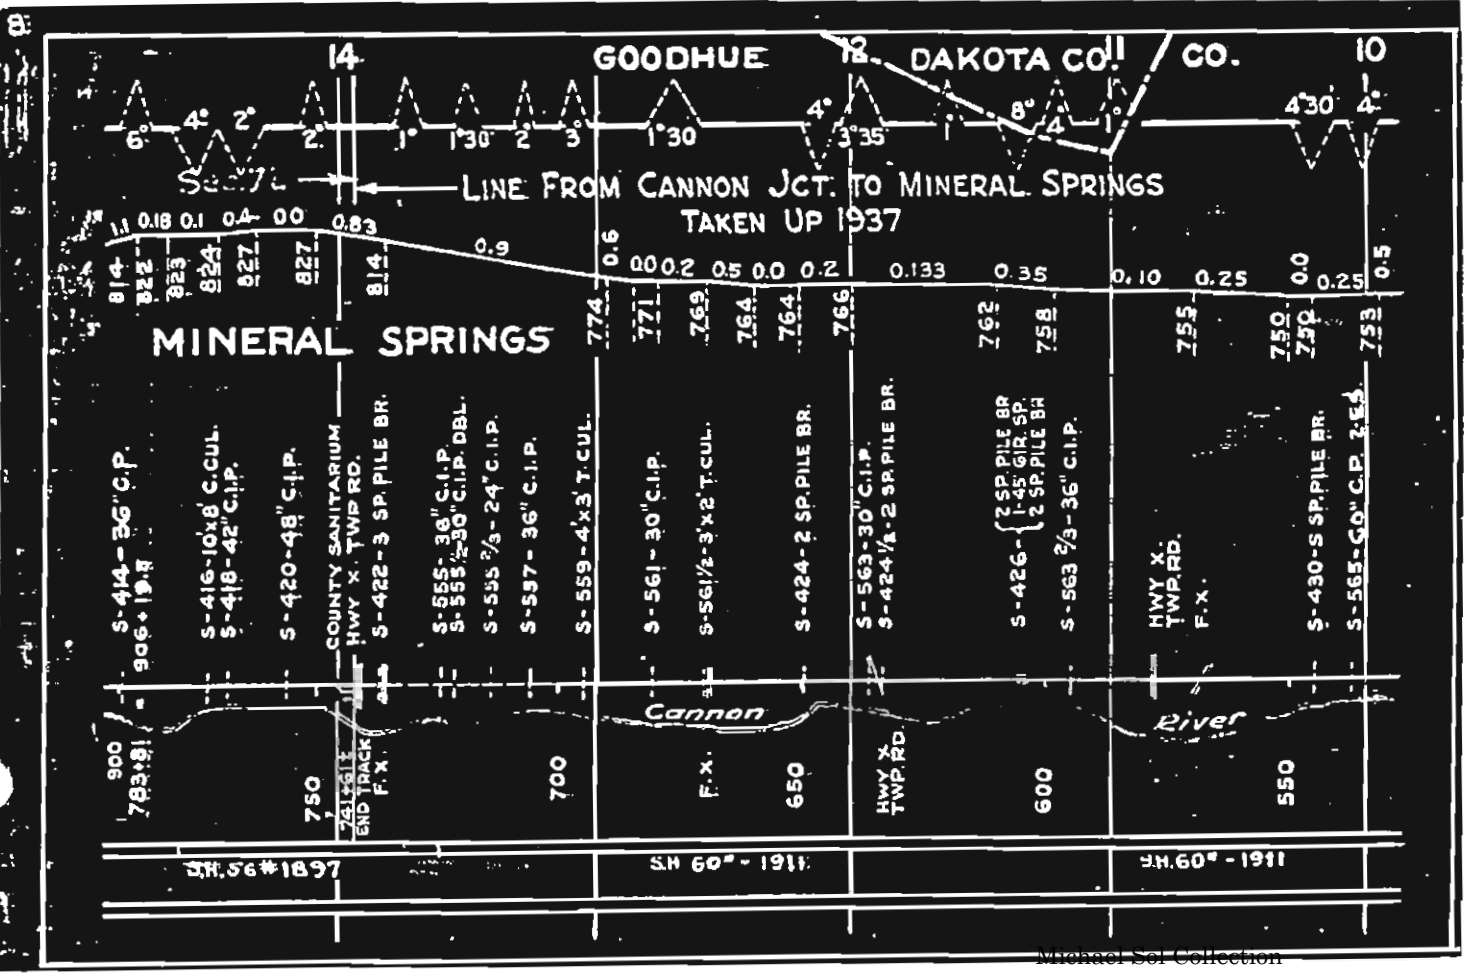 8
14 GOODHUE 12 DAKOTA CO. 11 CO. 10
4° 2° 4° 8° 4°30' 4°
6° 2° 1° 1°30' 2° 3° 1°30 3°35 1° 4° 1°
LINE FROM CANNON JCT. TO MINERAL SPRINGS
TAKEN UP 1937
1.1 0.18 0.1 0.4 0.0 0.83 0.9 0.6 0.0 0.2 0.5 0.0 0.2 0.133 0.35 0.10 0.25 0.0 0.25 0.5
814 822 823 824 827 827 814 774 771 769 764 764 766 762 758 755 750 750 753
MINERAL SPRINGS
S-414-36" C.P.
S-416-10'x8' C.CUL.
S-418-42" C.I.P.
S-420-48" C.I.P.
COUNTY SANITARIUM
HWY X. TWP RD.
S-422-3 SP. PILE BR.
S-555-36" C.I.P.
S-555½-30" C.I.P. DBL.
S-555 2/3-24" C.I.P.
S-557-36" C.I.P.
S-559-4'x3' T.CUL.
S-561-30" C.I.P.
S-561½-3'x2' T.CUL.
S-424-2 SP. PILE BR.
S-563-30" C.I.P.
S-424½-2 SP. PILE BR.
S-426-{2 SP. PILE BR
1-45' GIR. SP.
2 SP. PILE BR
S-563 2/3-36" C.I.P.
HWY X.
TWP. RD.
F.X.
S-430-5 SP. PILE BR.
S-565-60" C.P.
Cannon River
900
783+81
750
741+61
END TRACK
F.X.
700
F.X.
650
HWY X
TWP. RD.
600
550
S.H. 56# 1897 S.H 60# - 1911 S.H. 60# - 1911
Michael Sol Collection